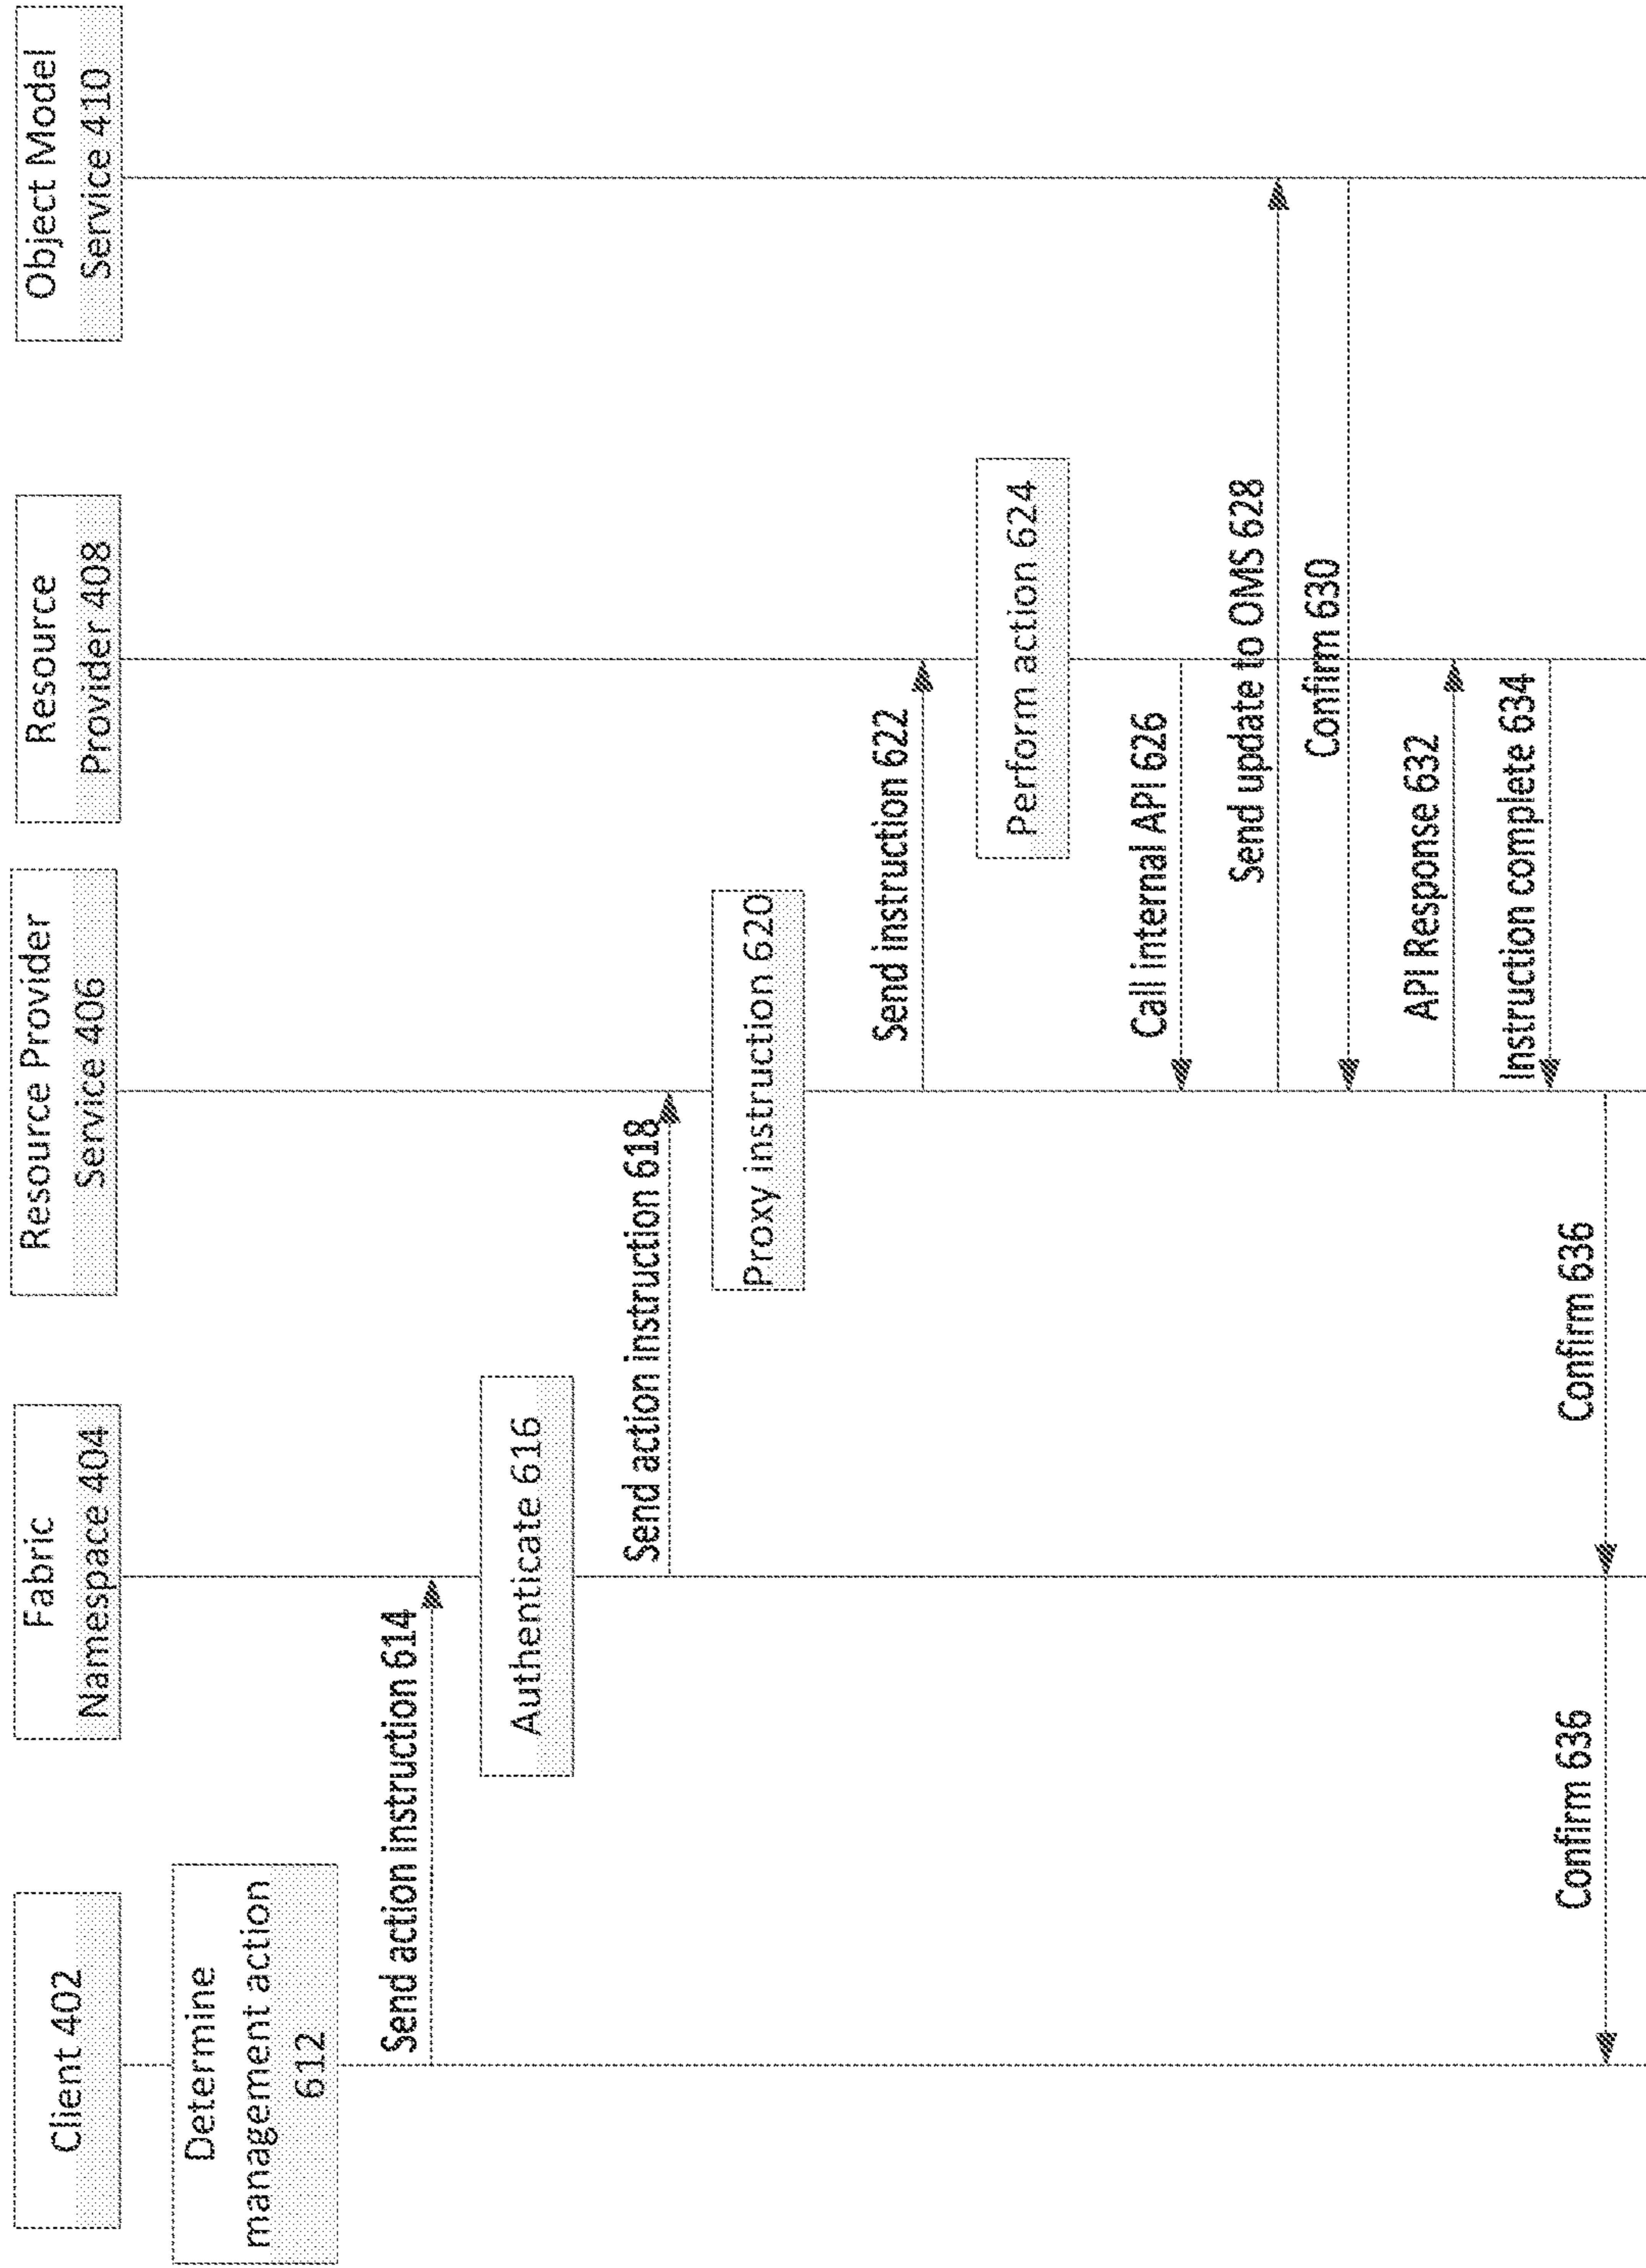 Client 402
Fabric
Namespace 404
Resource Provider
Service 406
Resource
Provider 408
Object Model
Service 410
Determine
management action
612
Send action instruction 614
Authenticate 616
Send action instruction 618
Proxy instruction 620
Send instruction 622
Perform action 624
Call internal API 626
Send update to OMS 628
Confirm 630
API Response 632
Instruction complete 634
Confirm 636
Confirm 636